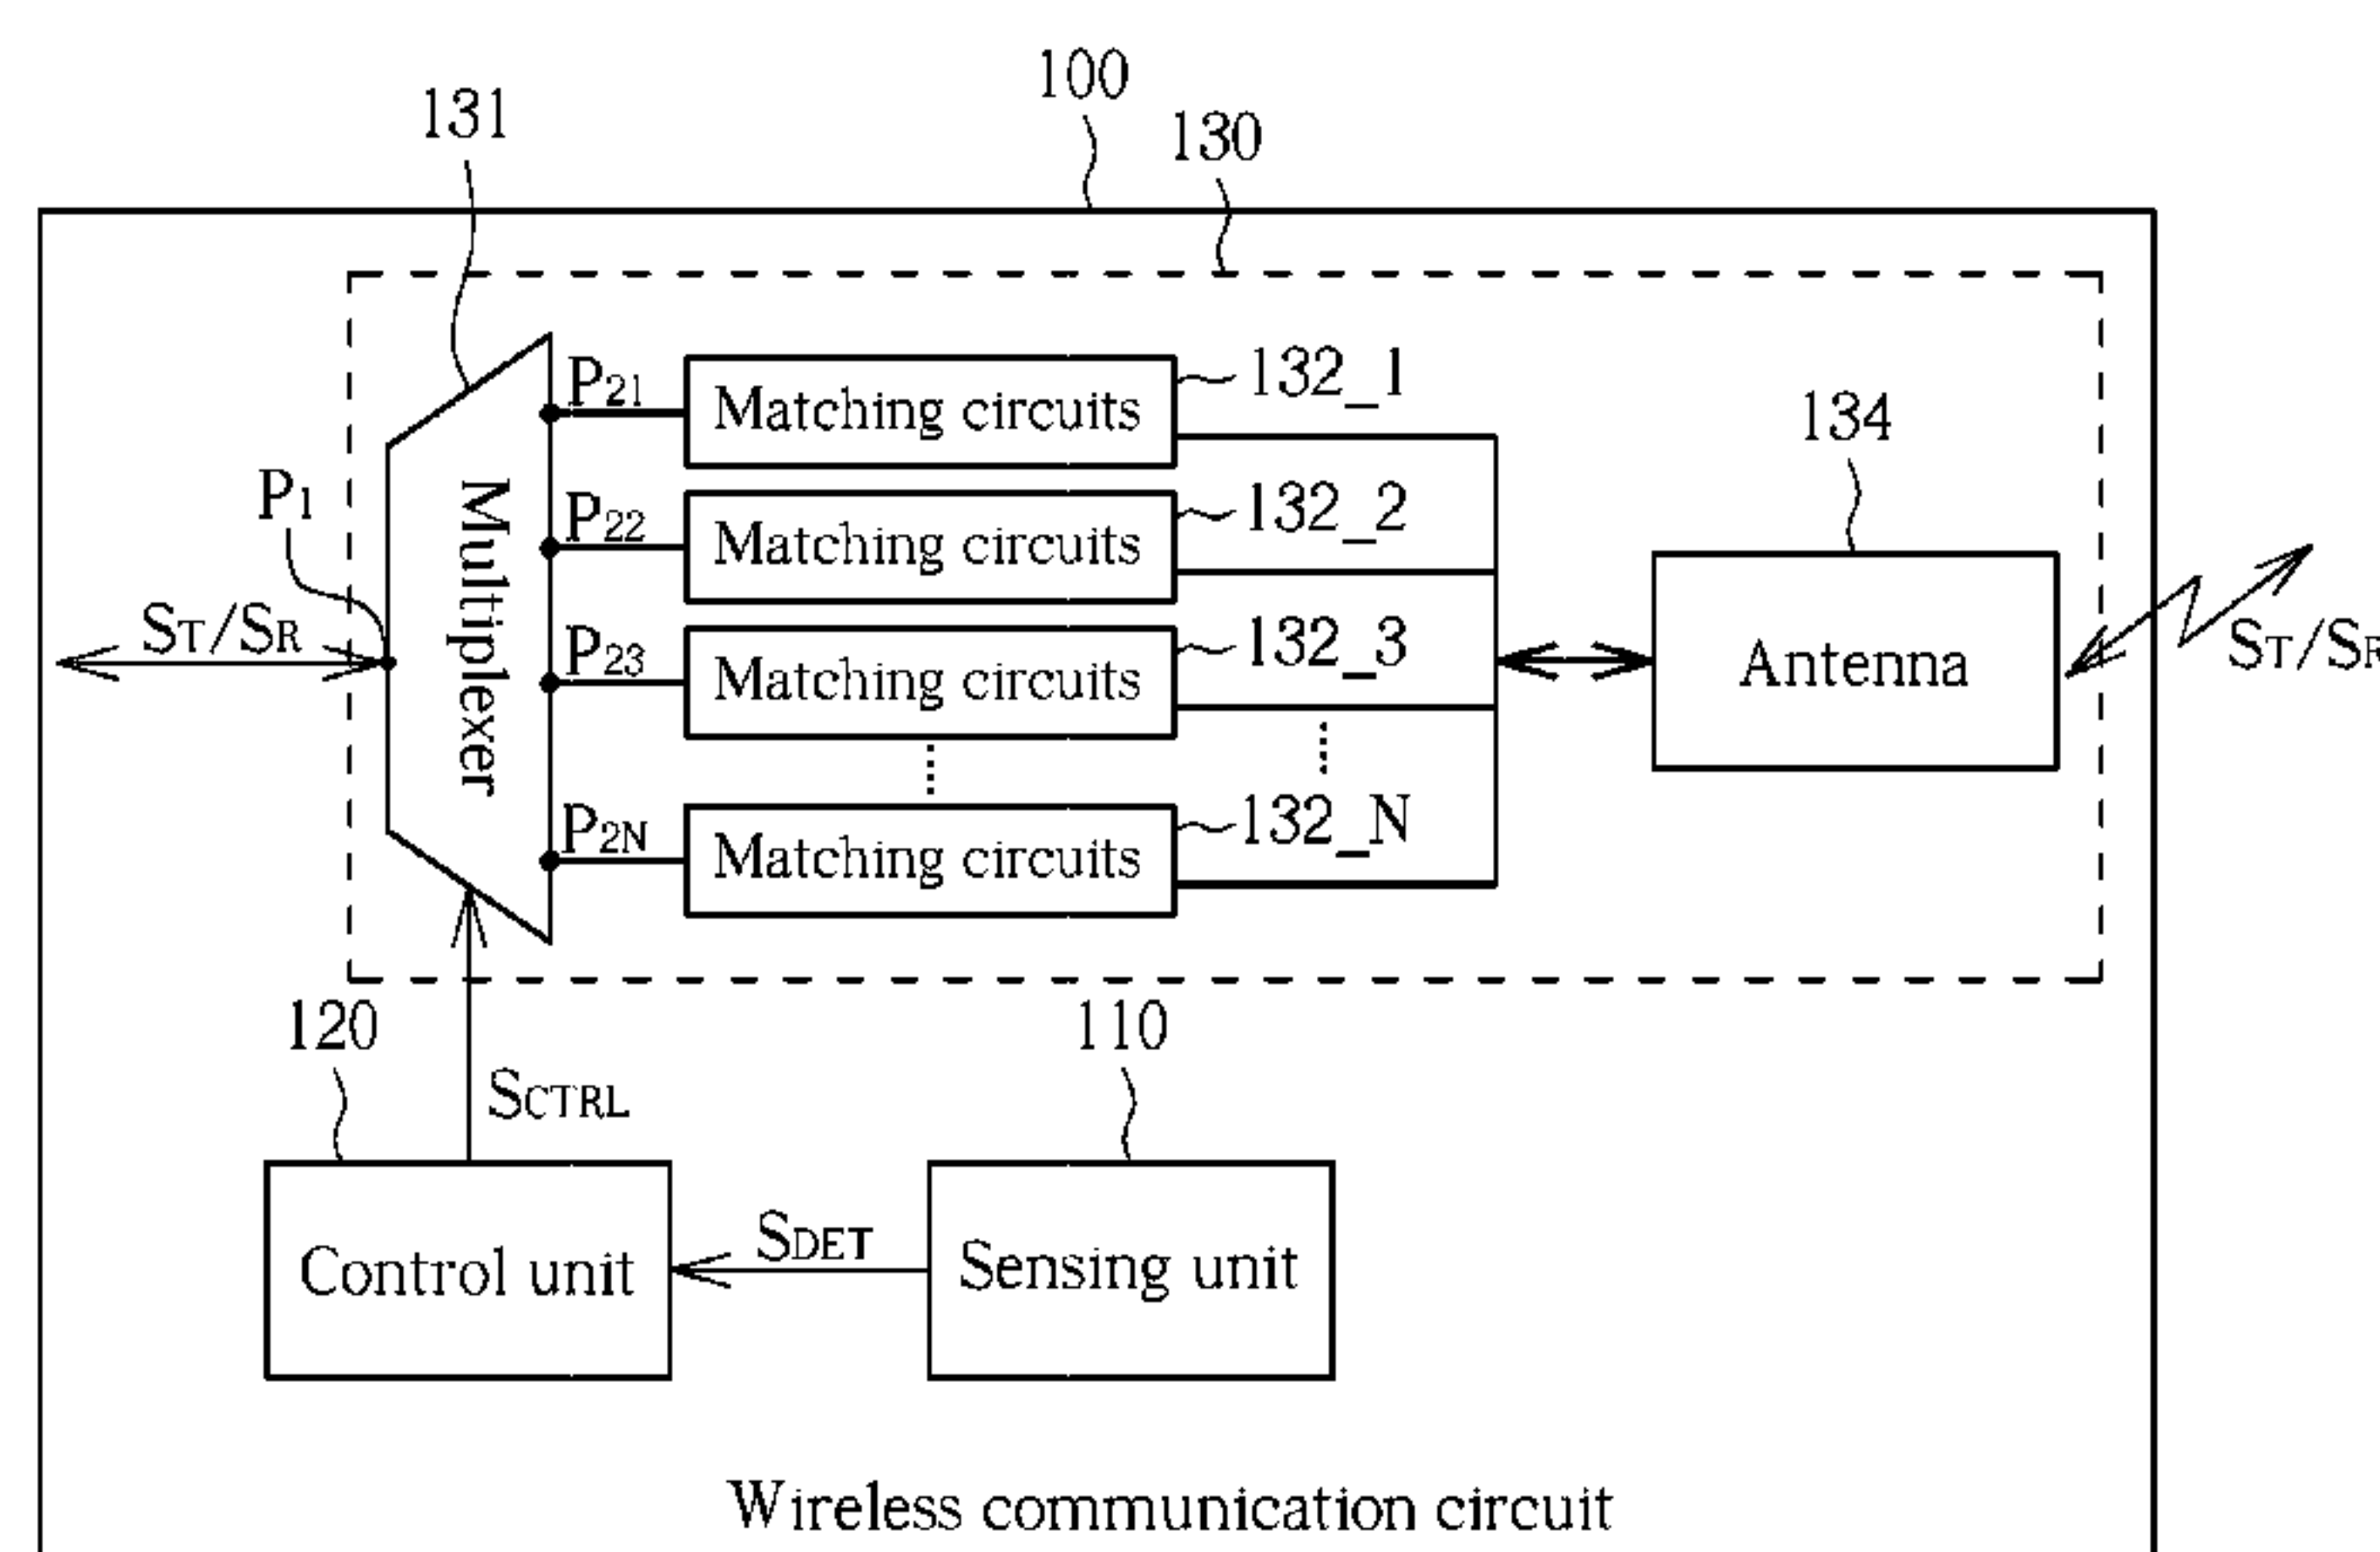 100
131
130
P21
Matching circuits
132_1
134
P1
P22
Matching circuits
132_2
ST/SR
Multiplexer
P23
Matching circuits
132_3
Antenna
ST/SR
P2N
Matching circuits
132_N
120
110
SCTRL
Control unit
SDET
Sensing unit
Wireless communication circuit